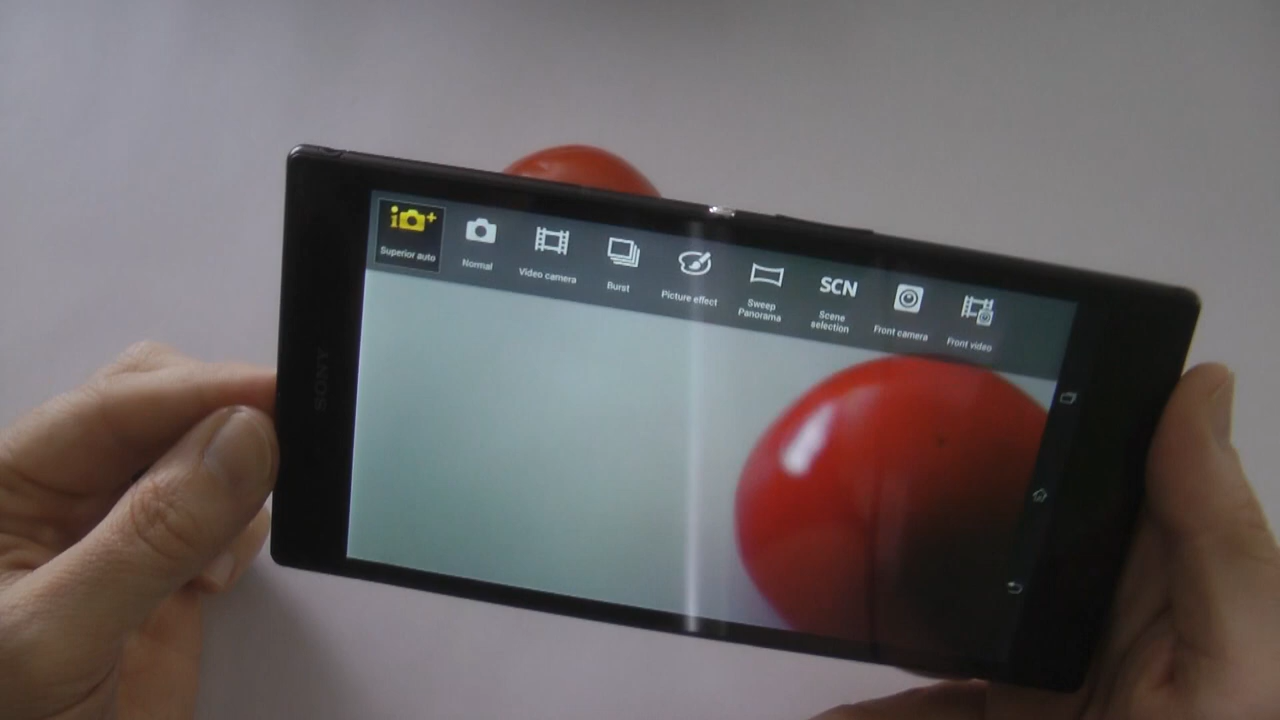 Superior auto
Normal
Video camera
Burst
Picture effect
Sweep
Panorama
SCN
Scene
selection
Front camera
Front video
SONY